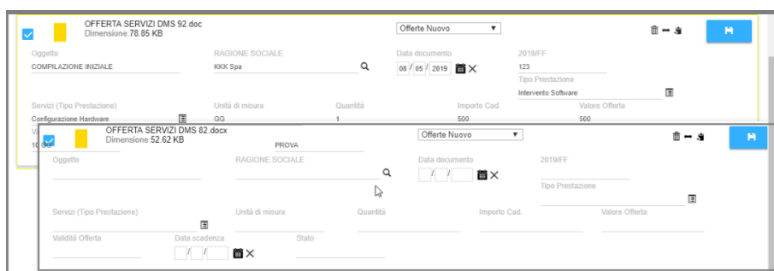 OFFERTA SERVIZI DMS 92.doc
Dimensione 78.85 KB
Offerte Nuovo
Oggetto RAGIONE SOCIALE Data documento 2019/FF
COMPILAZIONE INIZIALE KKK Spa 08 / 05 / 2019 123
Tipo Prestazione
Intervento Software
Servizi (Tipo Prestazione) Unità di misura Quantità Importo Cad. Valore Offerta
Configurazione Hardware GG 1 500 500
OFFERTA SERVIZI DMS 82.docx
Dimensione 52.62 KB
Offerte Nuovo
PROVA
Oggetto RAGIONE SOCIALE Data documento 2019/FF
/ /
Tipo Prestazione
Servizi (Tipo Prestazione) Unità di misura Quantità Importo Cad. Valore Offerta
Validità Offerta Data scadenza Stato
/ /